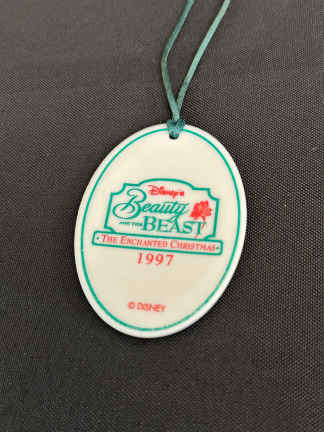 Disney's
Beauty
AND THE BEAST
• THE ENCHANTED CHRISTMAS •
1997
© DISNEY